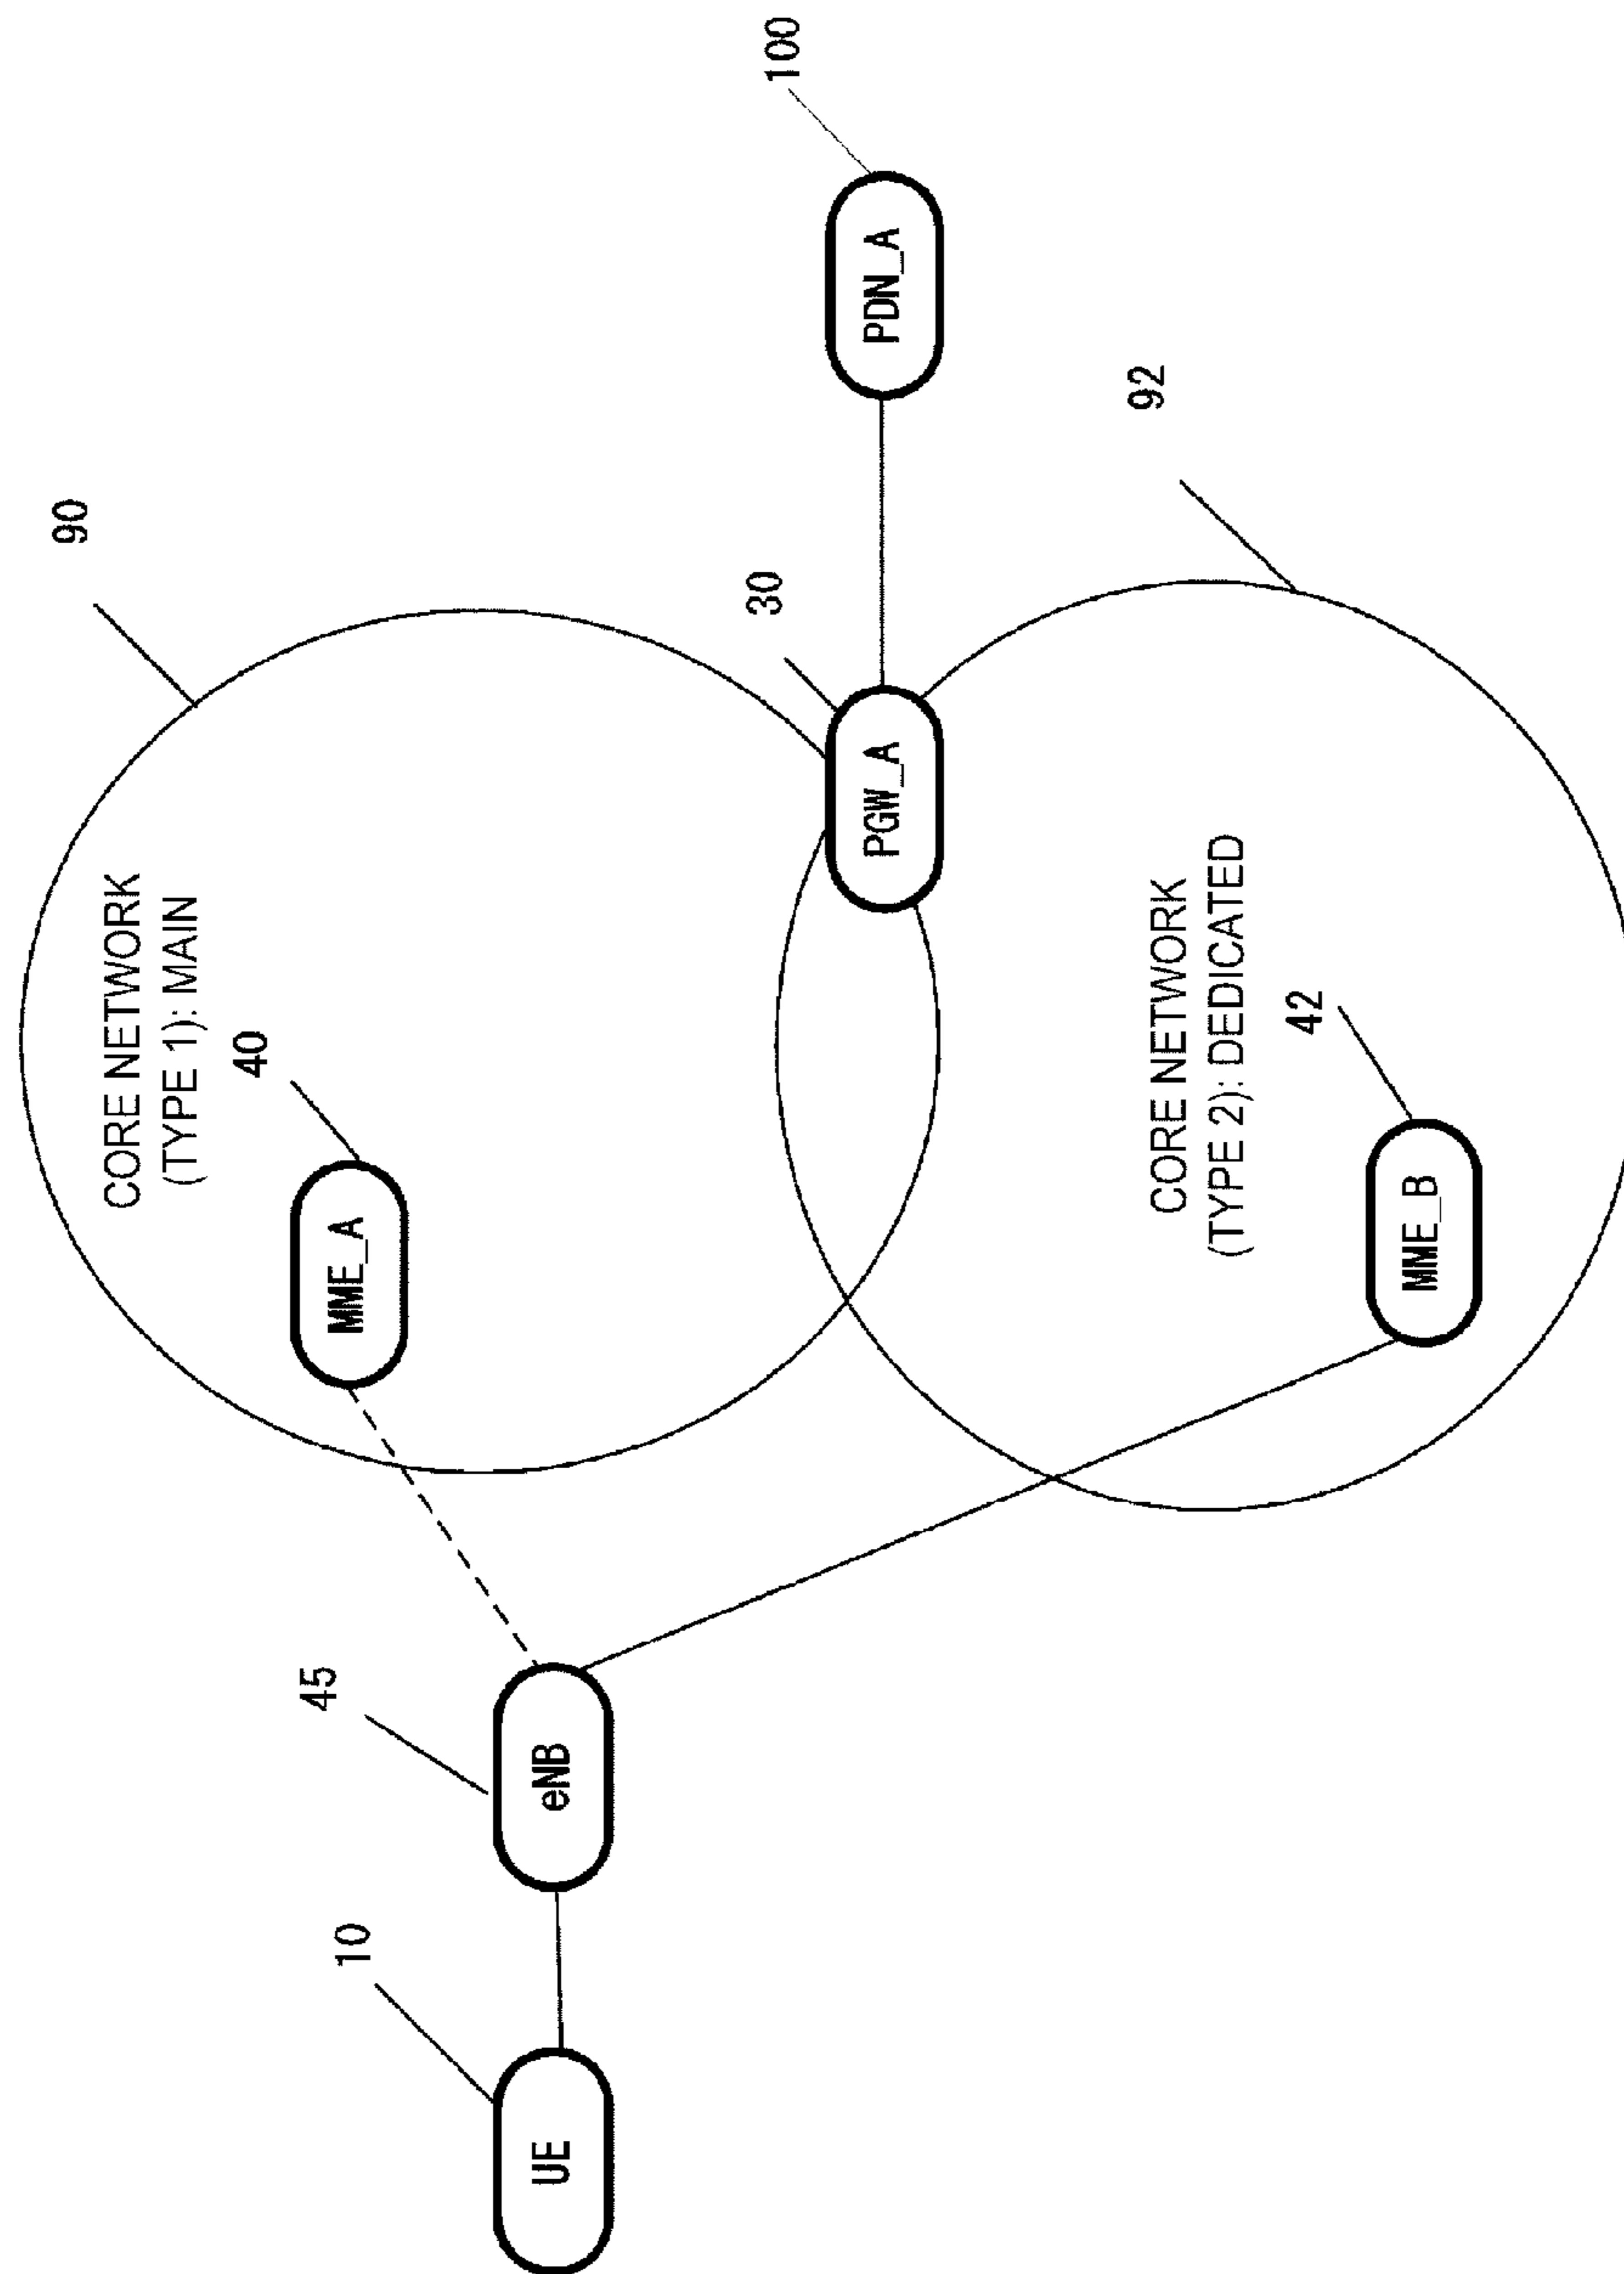 90
CORE NETWORK
(TYPE 1): MAIN
40
MME_A
45
eNB
10
UE
30
PGW_A
100
PDN_A
92
CORE NETWORK
(TYPE 2): DEDICATED
42
MME_B